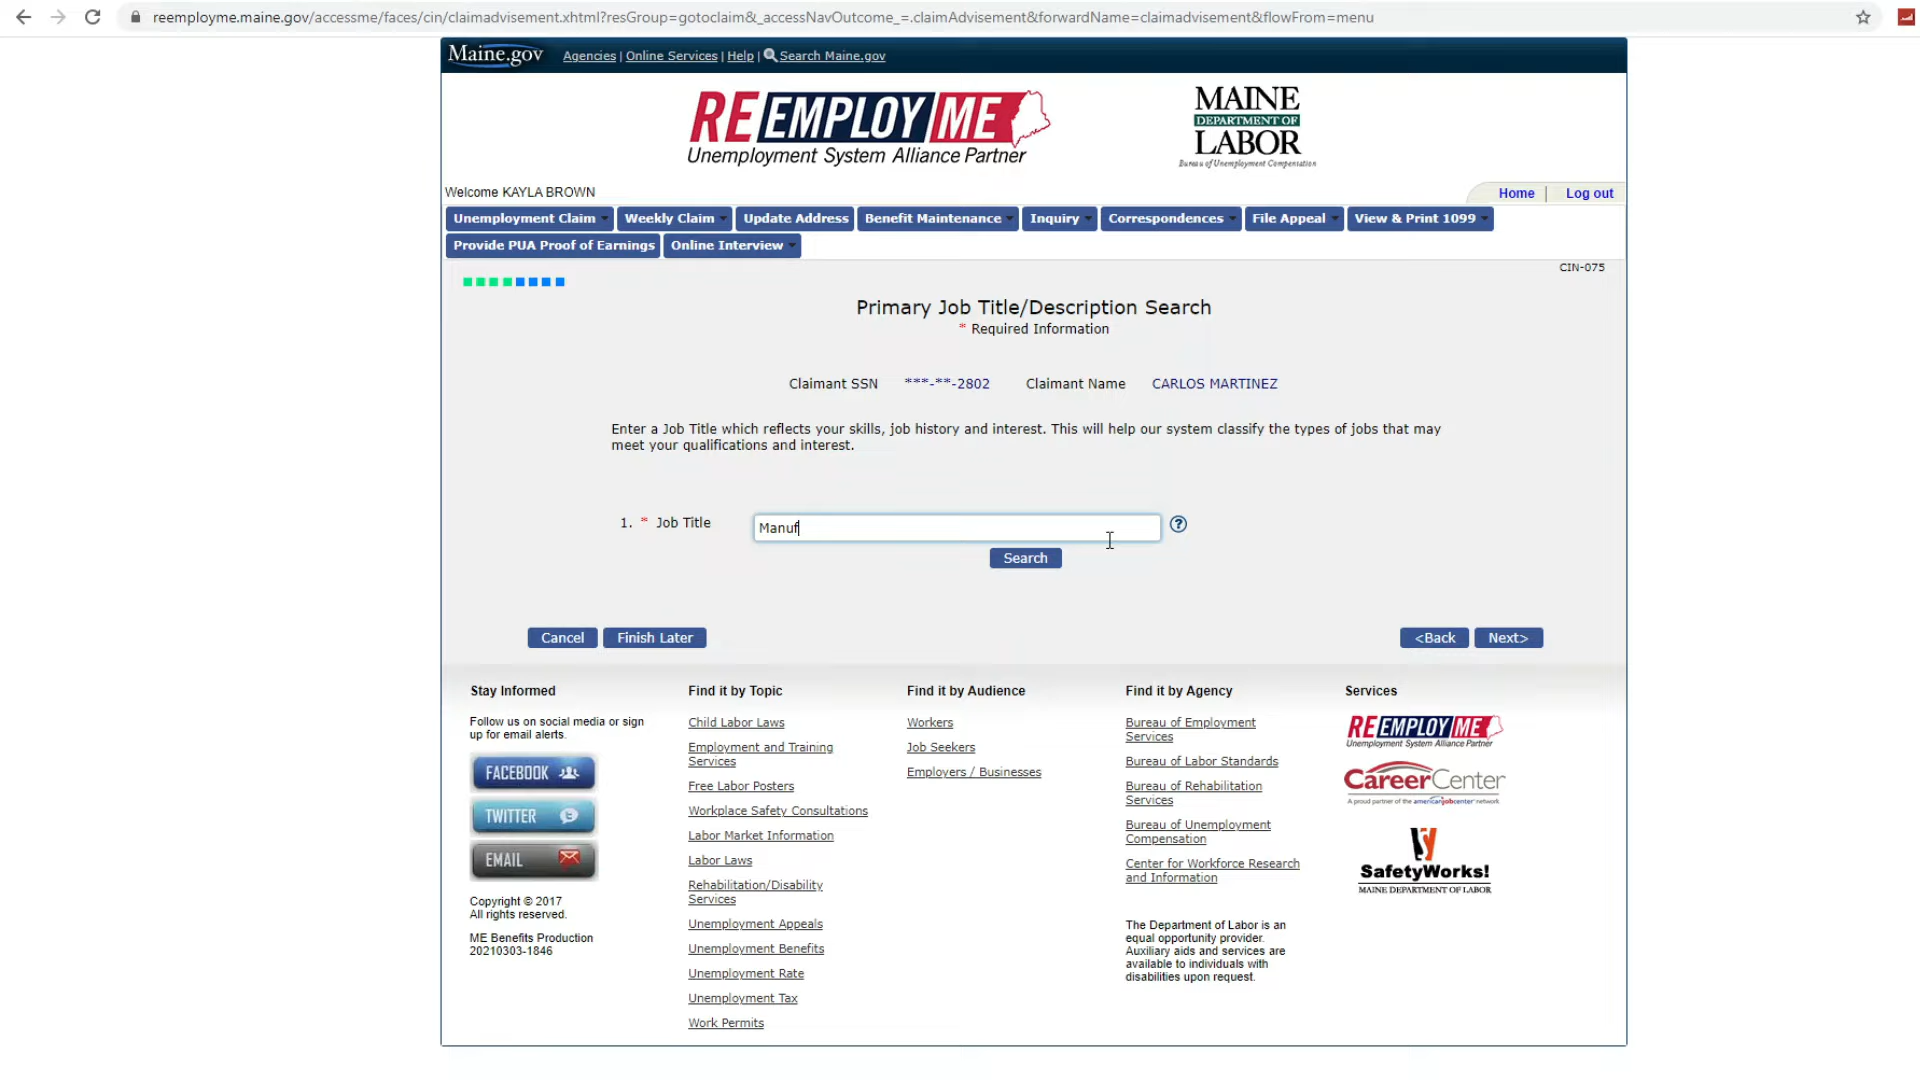 reemployme.maine.gov/accessme/faces/cin/claimadvisement.xhtml?resGroup=gotoclaim&_accessNavOutcome_=.claimAdvisement&forwardName=claimadvisement&flowFrom=menu
Maine.gov Agencies | Online Services | Help | Search Maine.gov
REEMPLOYME
Unemployment System Alliance Partner
MAINE
DEPARTMENT OF
LABOR
Bureau of Unemployment Compensation
Welcome KAYLA BROWN
Home | Log out
Unemployment Claim Weekly Claim Update Address Benefit Maintenance Inquiry Correspondences File Appeal View & Print 1099
Provide PUA Proof of Earnings Online Interview
CIN-075
Primary Job Title/Description Search
* Required Information
Claimant SSN ***-**-2802 Claimant Name CARLOS MARTINEZ
Enter a Job Title which reflects your skills, job history and interest. This will help our system classify the types of jobs that may
meet your qualifications and interest.
1. * Job Title Manuf ?
Search
Cancel Finish Later <Back Next>
Stay Informed
Follow us on social media or sign
up for email alerts.
FACEBOOK
TWITTER
EMAIL
Copyright © 2017
All rights reserved.
ME Benefits Production
20210303-1846
Find it by Topic
Child Labor Laws
Employment and Training
Services
Free Labor Posters
Workplace Safety Consultations
Labor Market Information
Labor Laws
Rehabilitation/Disability
Services
Unemployment Appeals
Unemployment Benefits
Unemployment Rate
Unemployment Tax
Work Permits
Find it by Audience
Workers
Job Seekers
Employers / Businesses
Find it by Agency
Bureau of Employment
Services
Bureau of Labor Standards
Bureau of Rehabilitation
Services
Bureau of Unemployment
Compensation
Center for Workforce Research
and Information
The Department of Labor is an
equal opportunity provider.
Auxiliary aids and services are
available to individuals with
disabilities upon request.
Services
REEMPLOYME
Unemployment System Alliance Partner
CareerCenter
A proud partner of the americanjobcenter network
SafetyWorks!
MAINE DEPARTMENT OF LABOR